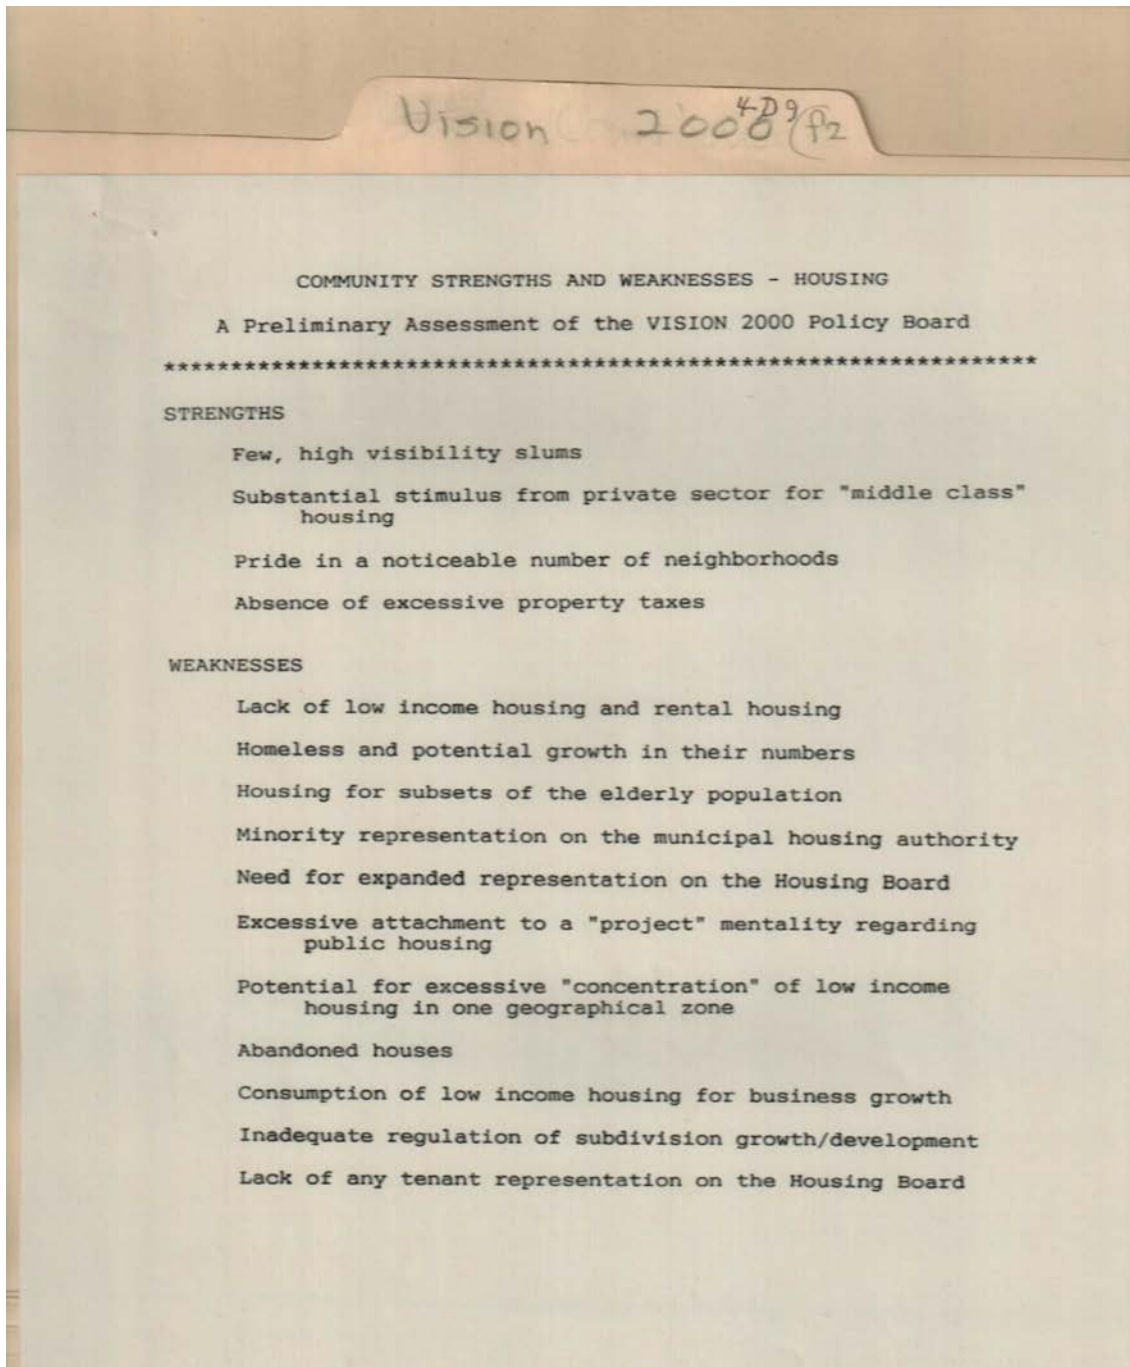 Vision 2000
4-D9 f2
COMMUNITY STRENGTHS AND WEAKNESSES - HOUSING
A Preliminary Assessment of the VISION 2000 Policy Board
*****************************************************************
STRENGTHS
Few, high visibility slums
Substantial stimulus from private sector for "middle class"
housing
Pride in a noticeable number of neighborhoods
Absence of excessive property taxes
WEAKNESSES
Lack of low income housing and rental housing
Homeless and potential growth in their numbers
Housing for subsets of the elderly population
Minority representation on the municipal housing authority
Need for expanded representation on the Housing Board
Excessive attachment to a "project" mentality regarding
public housing
Potential for excessive "concentration" of low income
housing in one geographical zone
Abandoned houses
Consumption of low income housing for business growth
Inadequate regulation of subdivision growth/development
Lack of any tenant representation on the Housing Board